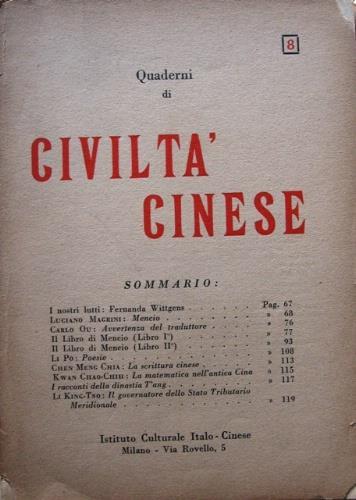 8
Quaderni
di
CIVILTA'
CINESE
SOMMARIO:
I nostri lutti: Fernanda Wittgens . . . . . . Pag. 67
LUCIANO MAGRINI: Mencio . . . . . . . » 68
CARLO OU: Avvertenza del traduttore . . . . . » 76
Il Libro di Mencio (Libro I°) . . . . . . . » 77
Il Libro di Mencio (Libro II°) . . . . . . . » 93
LI PO: Poesie . . . . . . . . . . » 108
CHEN MENG CHIA: La scrittura cinese . . . . . » 113
KWAN CHAO-CHIH: La matematica nell'antica Cina » 115
I racconti della dinastia T'ang . . . . . . . » 117
LI KING-TSO: Il governatore dello Stato Tributario
Meridionale . . . . . . . . . . » 119
Istituto Culturale Italo-Cinese
Milano - Via Rovello, 5